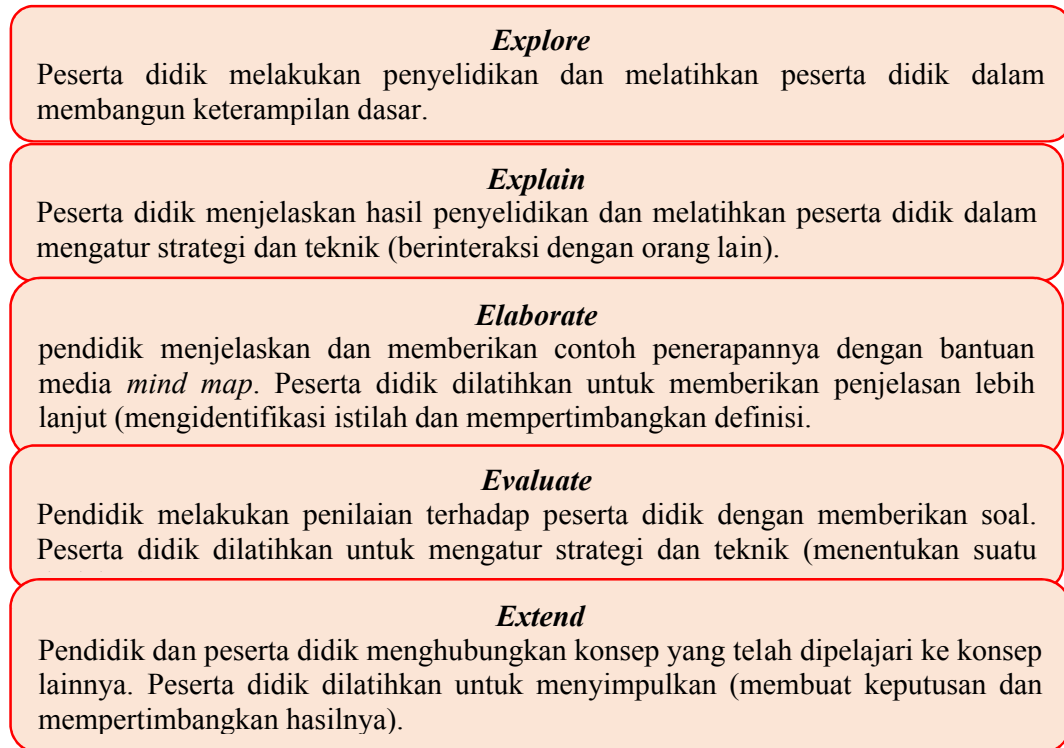 Explore
Peserta didik melakukan penyelidikan dan melatihkan peserta didik dalam
membangun keterampilan dasar.
Explain
Peserta didik menjelaskan hasil penyelidikan dan melatihkan peserta didik dalam
mengatur strategi dan teknik (berinteraksi dengan orang lain).
Elaborate
pendidik menjelaskan dan memberikan contoh penerapannya dengan bantuan
media mind map. Peserta didik dilatihkan untuk memberikan penjelasan lebih
lanjut (mengidentifikasi istilah dan mempertimbangkan definisi.
Evaluate
Pendidik melakukan penilaian terhadap peserta didik dengan memberikan soal.
Peserta didik dilatihkan untuk mengatur strategi dan teknik (menentukan suatu
Extend
Pendidik dan peserta didik menghubungkan konsep yang telah dipelajari ke konsep
lainnya. Peserta didik dilatihkan untuk menyimpulkan (membuat keputusan dan
mempertimbangkan hasilnya).